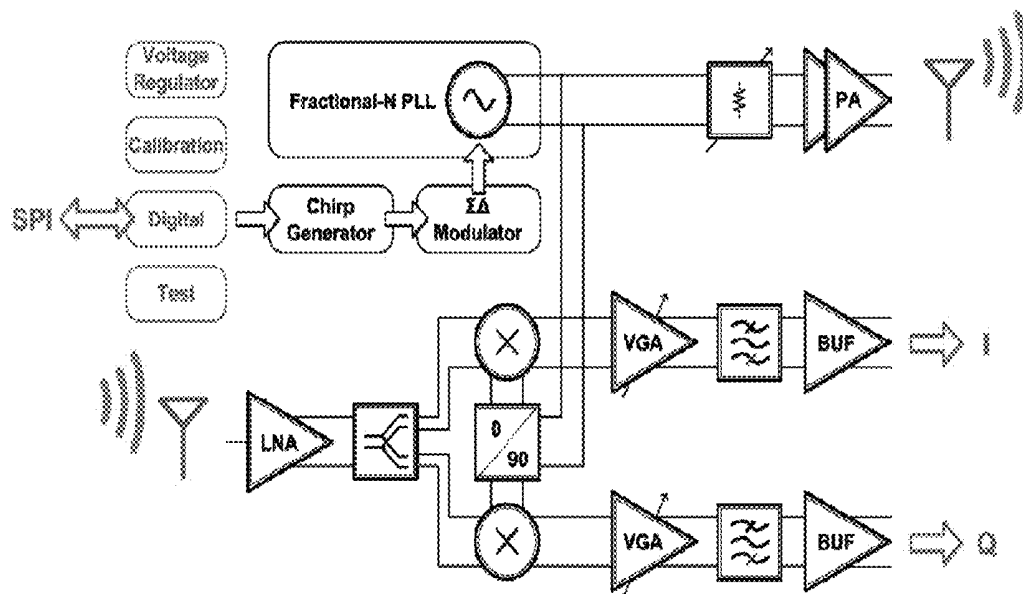 Voltage
Regulator
Fractional-N PLL
PA
Calibration
SPI
Digital
Chirp
Generator
ΣΔ
Modulator
Test
VGA
BUF
I
LNA
0
90
VGA
BUF
Q